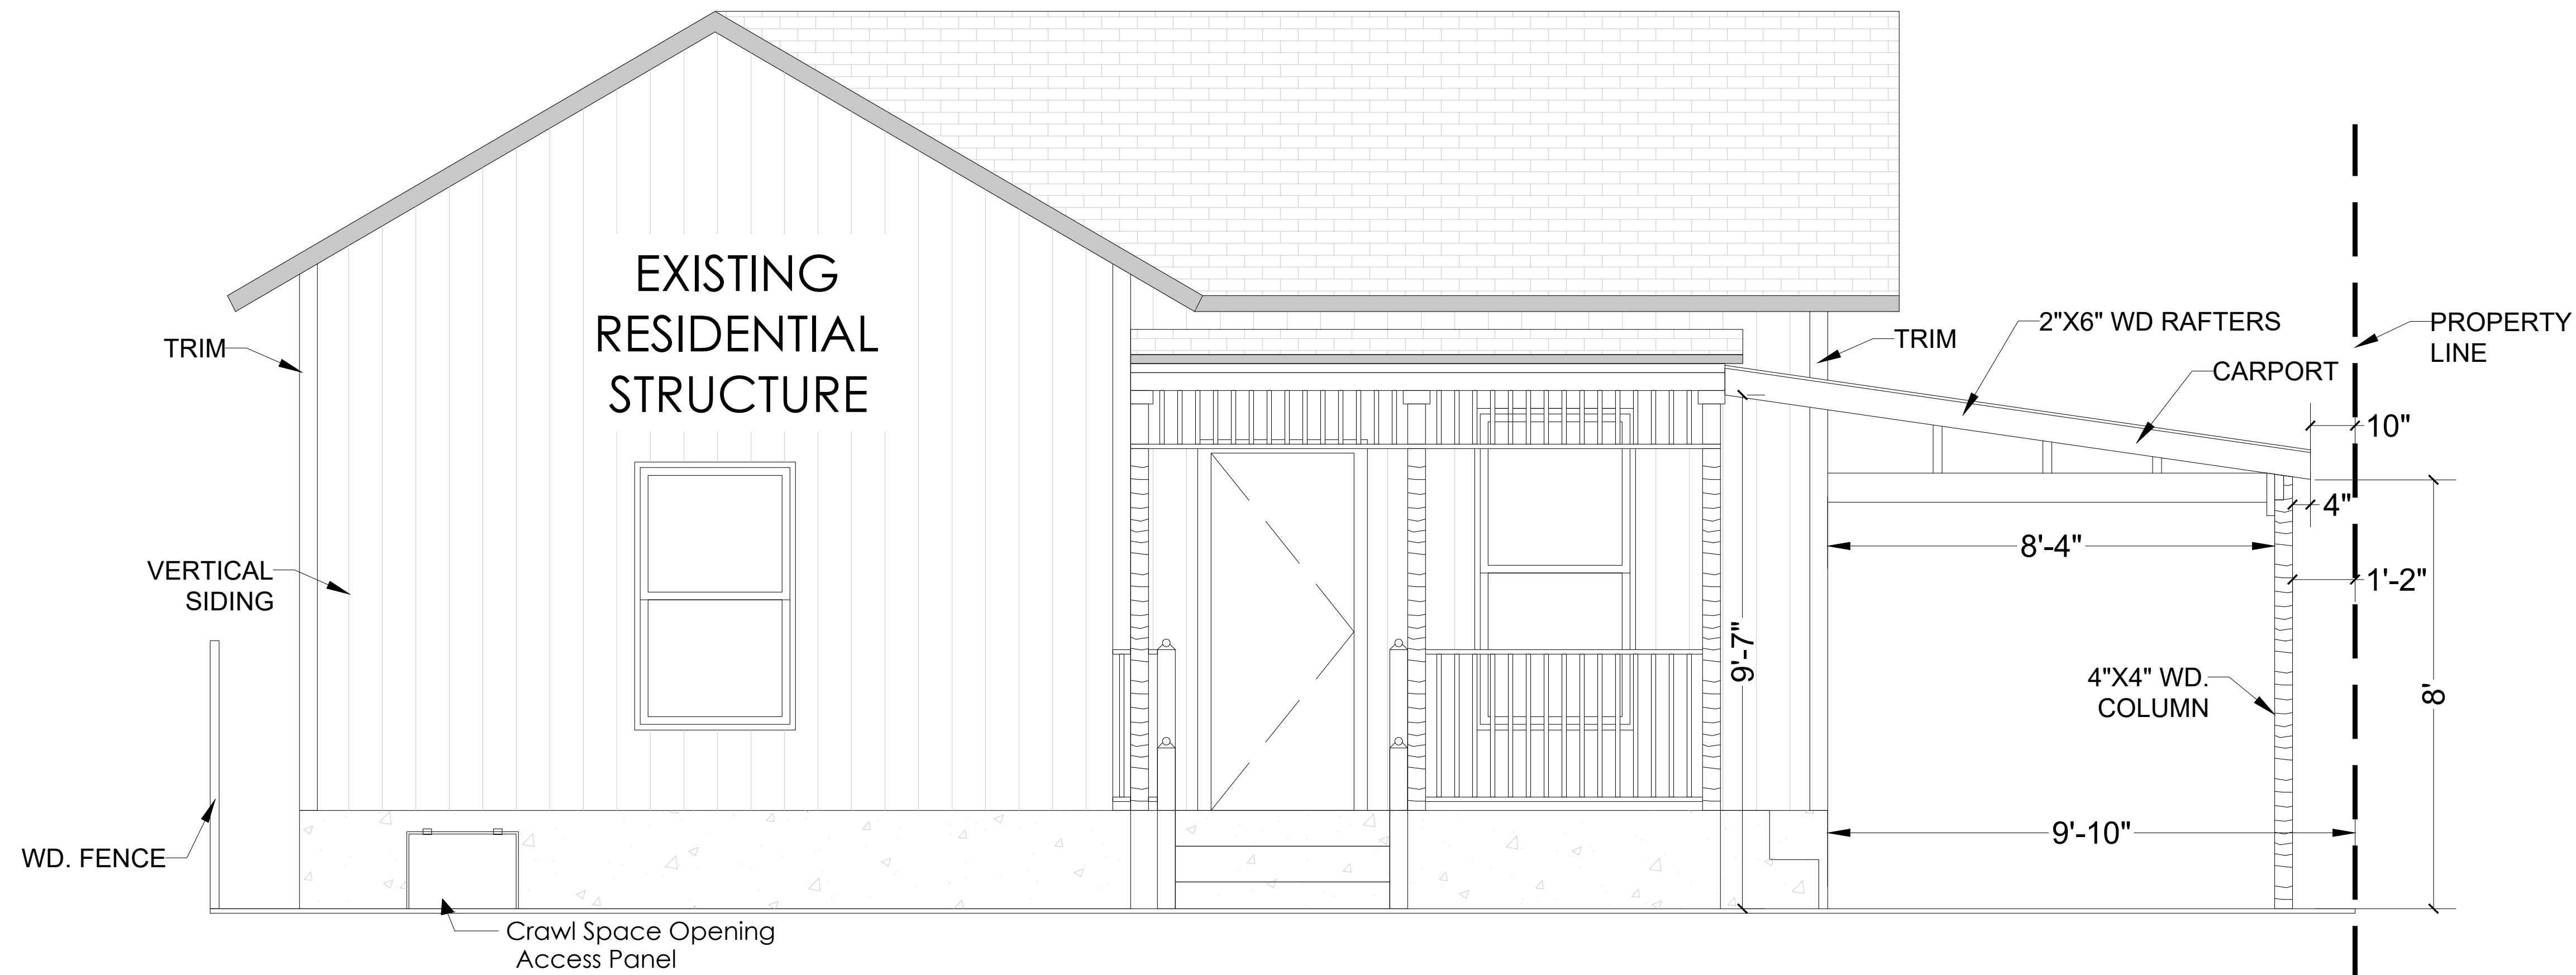 EXISTING
RESIDENTIAL
STRUCTURE
TRIM
VERTICAL
SIDING
WD. FENCE
Crawl Space Opening
Access Panel
TRIM
2"X6" WD RAFTERS
CARPORT
PROPERTY
LINE
10"
4"
8'-4"
1'-2"
9'-7"
4"X4" WD.
COLUMN
8'
9'-10"